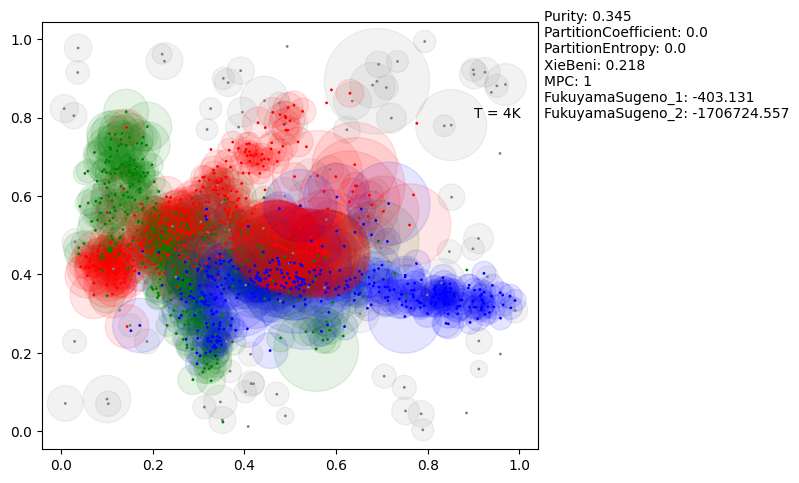 Purity: 0.345
PartitionCoefficient: 0.0
PartitionEntropy: 0.0
XieBeni: 0.218
MPC: 1
FukuyamaSugeno_1: -403.131
FukuyamaSugeno_2: -1706724.557
T = 4K
1.0
0.8
0.6
0.4
0.2
0.0
0.0 0.2 0.4 0.6 0.8 1.0